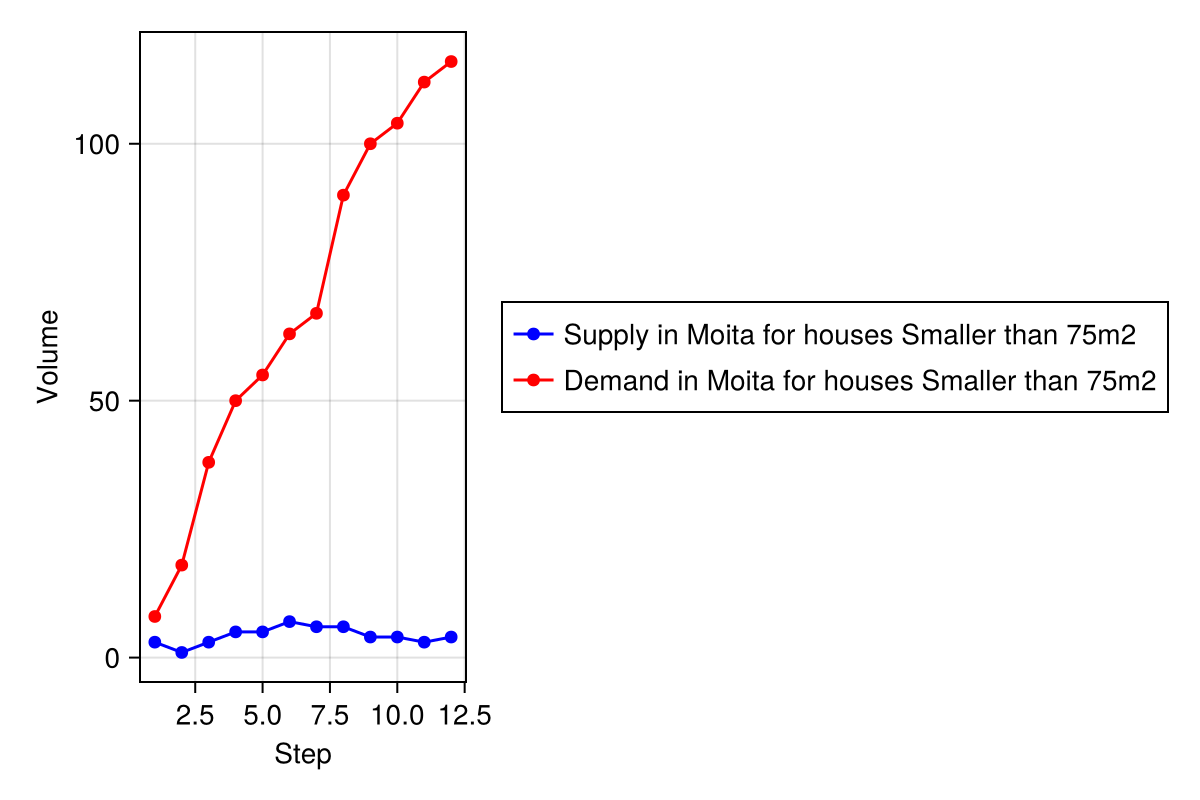 100
50
0
Volume
2.5 5.0 7.5 10.0 12.5
Step
Supply in Moita for houses Smaller than 75m2
Demand in Moita for houses Smaller than 75m2